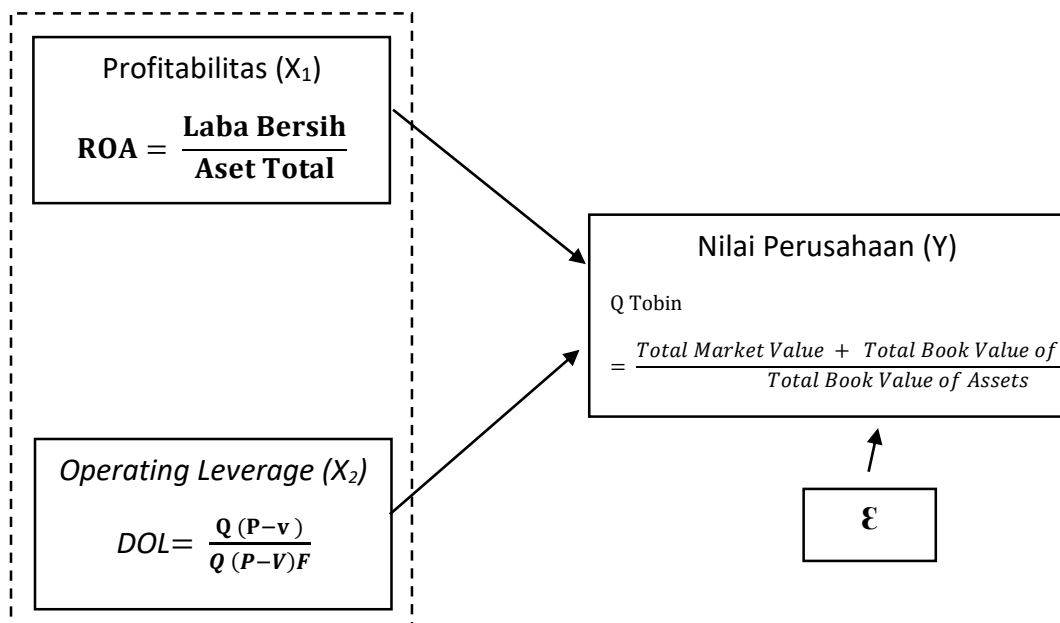 Profitabilitas (X₁)
ROA = Laba Bersih / Aset Total
Nilai Perusahaan (Y)
Q Tobin
= Total Market Value + Total Book Value of / Total Book Value of Assets
Operating Leverage (X₂)
DOL= Q (P−v ) / Q (P−V)F
ε